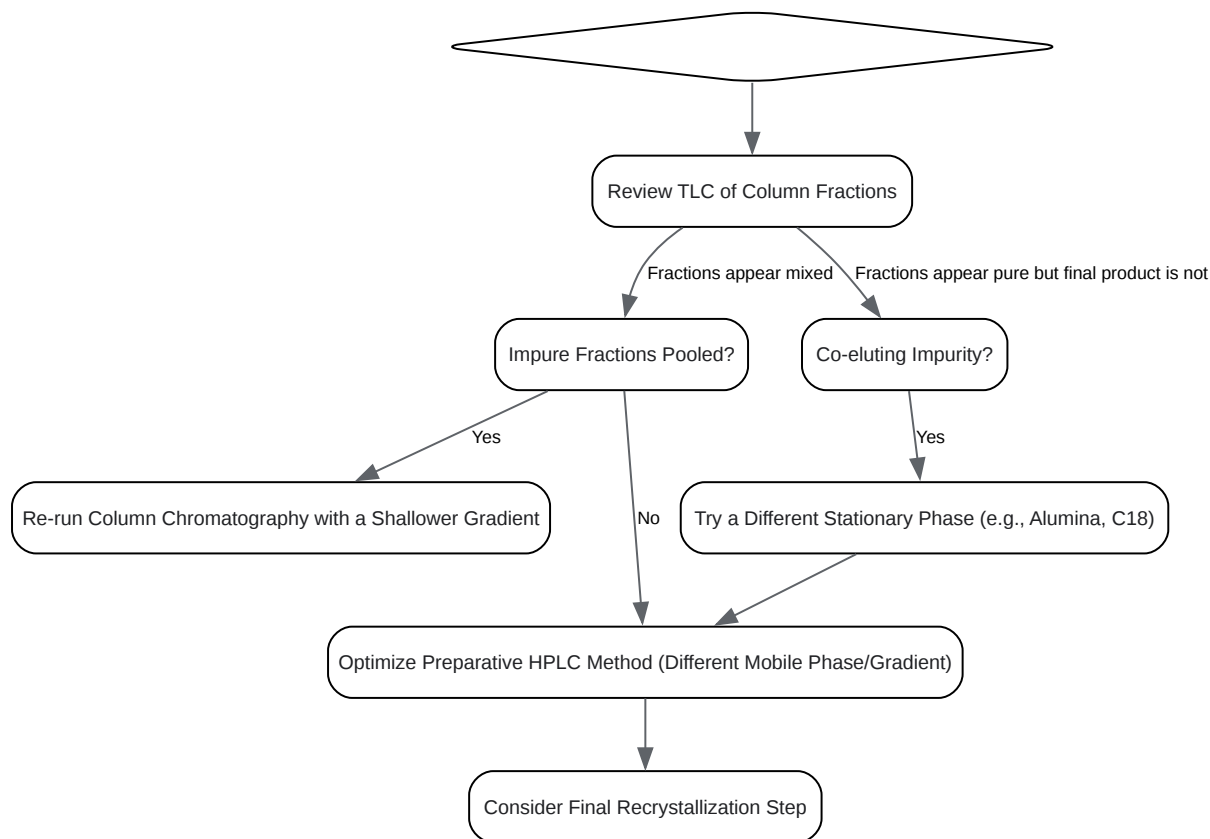 Review TLC of Column Fractions
Fractions appear mixed
Fractions appear pure but final product is not
Impure Fractions Pooled?
Co-eluting Impurity?
Yes
Yes
Re-run Column Chromatography with a Shallower Gradient
No
Try a Different Stationary Phase (e.g., Alumina, C18)
Optimize Preparative HPLC Method (Different Mobile Phase/Gradient)
Consider Final Recrystallization Step